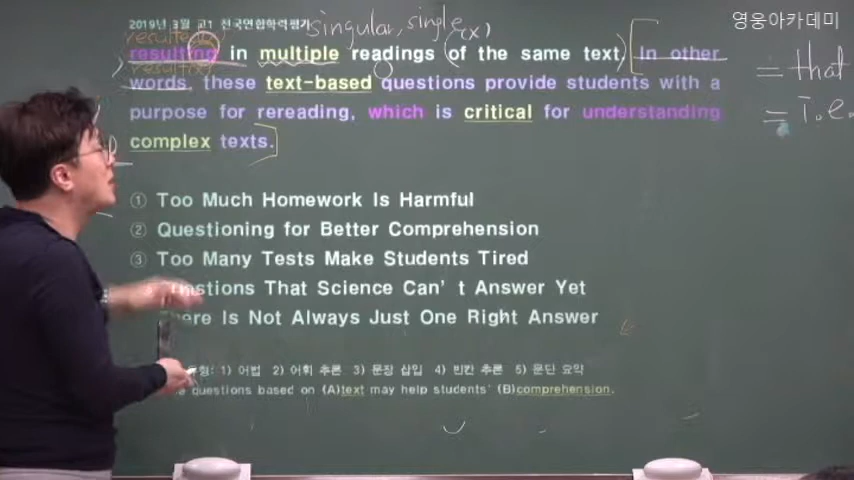 영웅아카데미
2019년 3월 고1 전국연합학력평가
singular, single (x)
resulting in multiple readings of the same text. In other
words, these text-based questions provide students with a
purpose for rereading, which is critical for understanding
complex texts.
= that
= i.e.
① Too Much Homework Is Harmful
② Questioning for Better Comprehension
③ Too Many Tests Make Students Tired
Questions That Science Can't Answer Yet
There Is Not Always Just One Right Answer
1) 어법 2) 어휘 추론 3) 문장 삽입 4) 빈칸 추론 5) 문단 요약
questions based on (A)text may help students' (B)comprehension.